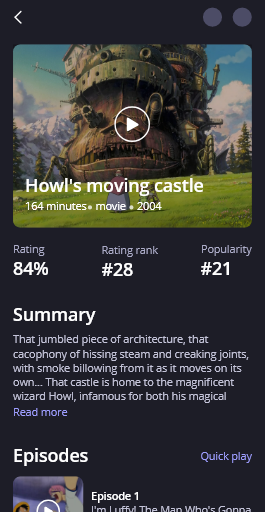 Howl's moving castle
164 minutes • movie • 2004
Rating Rating rank Popularity
84% #28 #21
Summary
That jumbled piece of architecture, that
cacophony of hissing steam and creaking joints,
with smoke billowing from it as it moves on its
own... That castle is home to the magnificent
wizard Howl, infamous for both his magical
Read more
Episodes Quick play
Episode 1
I'm Luffy! The Man Who's Gonna